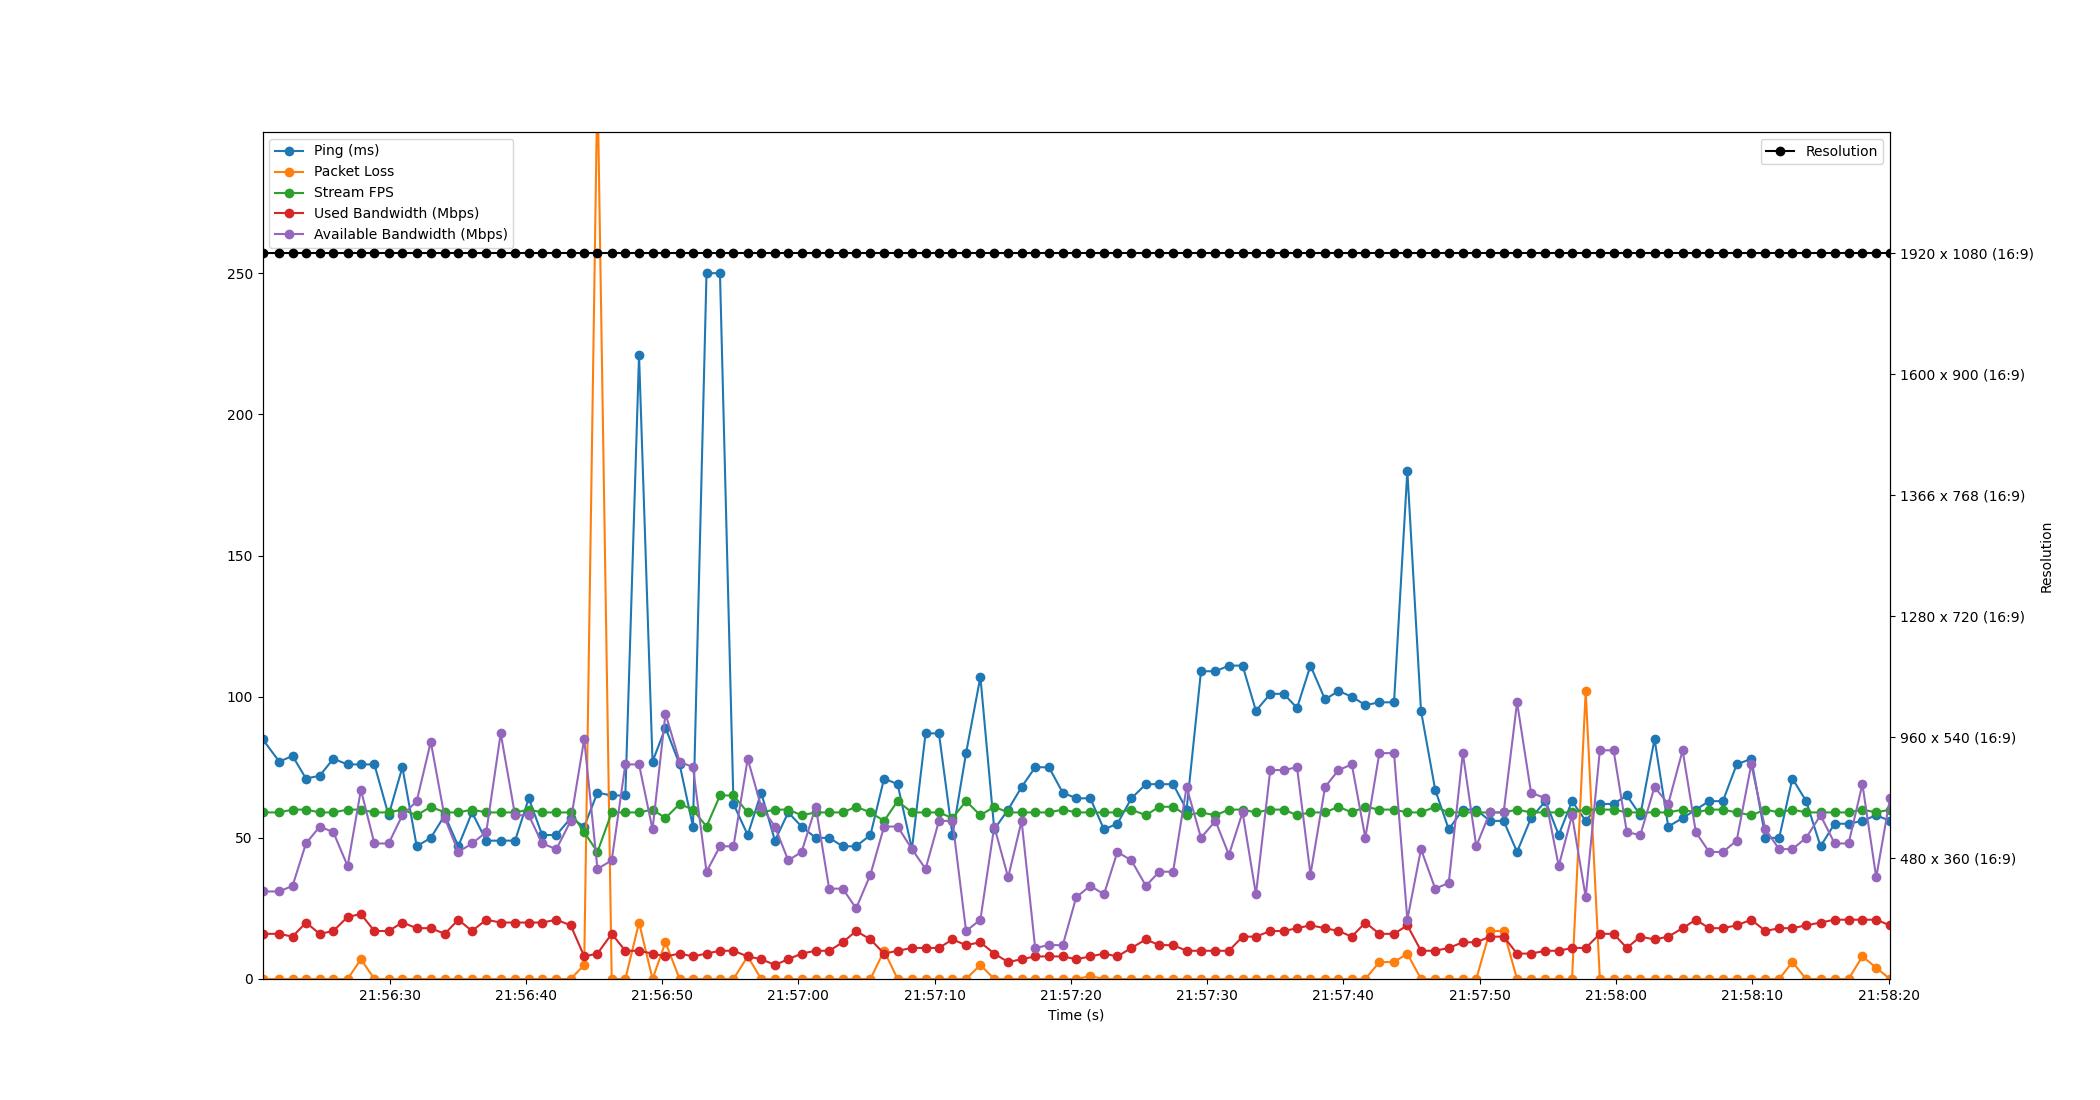 Ping (ms)
Packet Loss
Stream FPS
Used Bandwidth (Mbps)
Available Bandwidth (Mbps)
Resolution
250
200
150
100
50
0
1920 x 1080 (16:9)
1600 x 900 (16:9)
1366 x 768 (16:9)
1280 x 720 (16:9)
960 x 540 (16:9)
480 x 360 (16:9)
Resolution
21:56:30 21:56:40 21:56:50 21:57:00 21:57:10 21:57:20 21:57:30 21:57:40 21:57:50 21:58:00 21:58:10 21:58:20
Time (s)